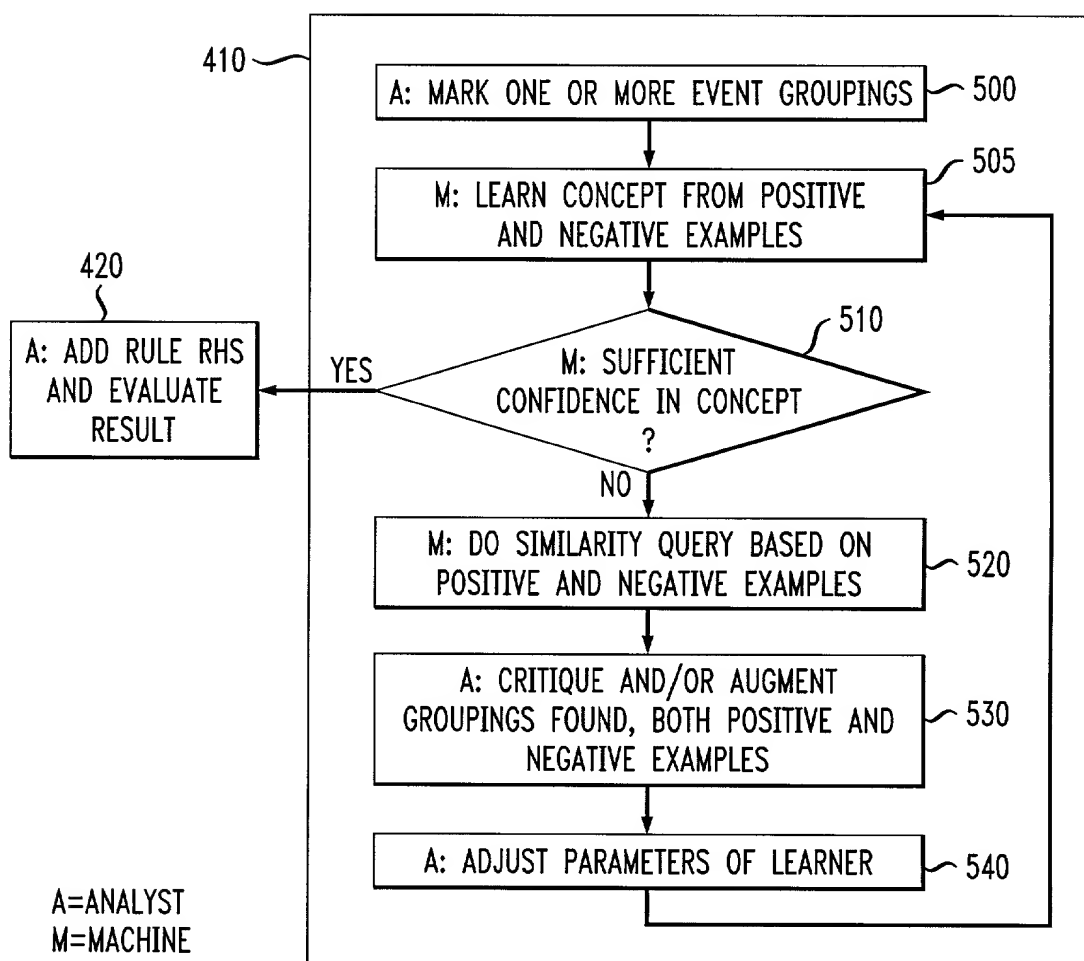 410
A: MARK ONE OR MORE EVENT GROUPINGS
500
505
M: LEARN CONCEPT FROM POSITIVE
AND NEGATIVE EXAMPLES
420
A: ADD RULE RHS
AND EVALUATE
RESULT
YES
510
M: SUFFICIENT
CONFIDENCE IN CONCEPT
?
NO
M: DO SIMILARITY QUERY BASED ON
POSITIVE AND NEGATIVE EXAMPLES
520
A: CRITIQUE AND/OR AUGMENT
GROUPINGS FOUND, BOTH POSITIVE AND
NEGATIVE EXAMPLES
530
A: ADJUST PARAMETERS OF LEARNER
540
A=ANALYST
M=MACHINE